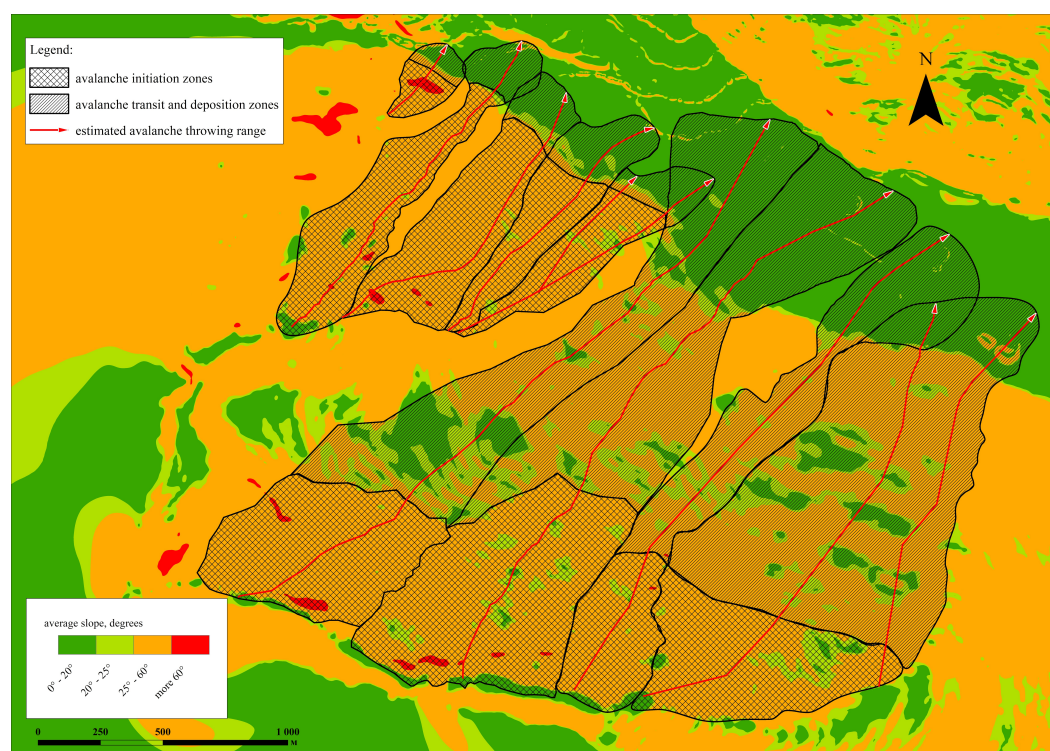 Legend:
avalanche initiation zones
avalanche transit and deposition zones
estimated avalanche throwing range
N
average slope, degrees
0° - 20°
20° - 25°
25° - 60°
more 60°
0 250 500 1 000
М